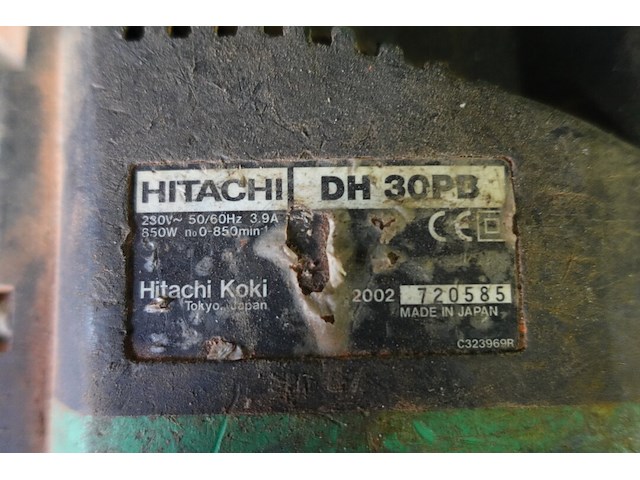 HITACHI DH 30PB
230V~ 50/60Hz 3.9A
850W n₀0-850min⁻¹
CE
Hitachi Koki
Tokyo, Japan
2002 720585
MADE IN JAPAN
C323969R